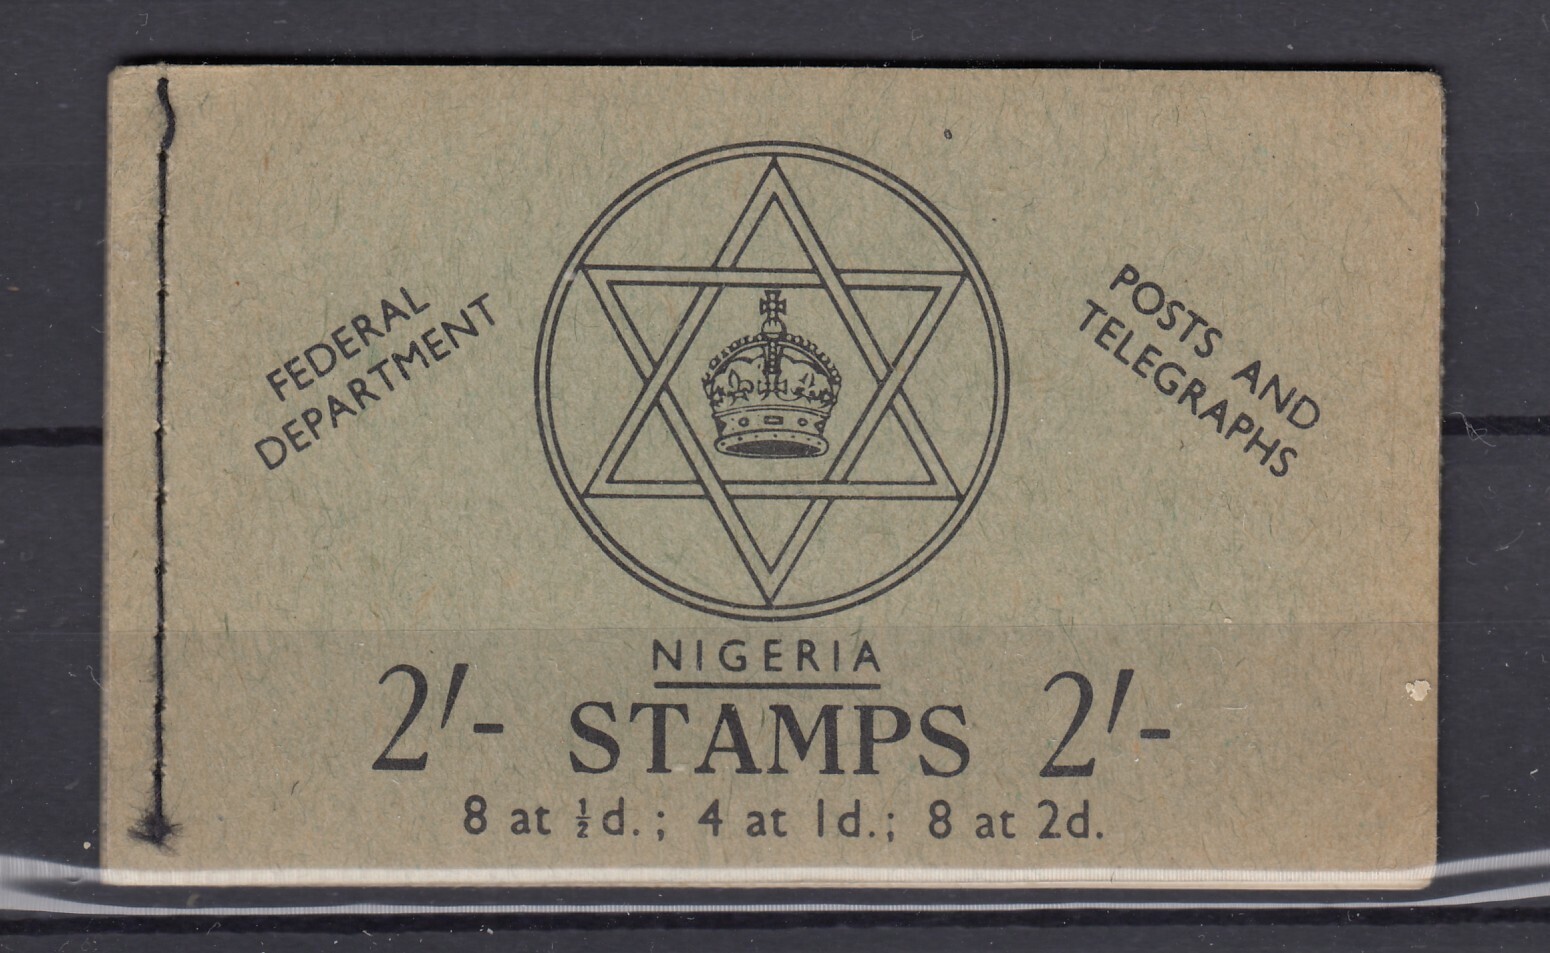 FEDERAL
DEPARTMENT
POSTS AND
TELEGRAPHS
NIGERIA
2/- STAMPS 2/-
8 at ½d.; 4 at 1d.; 8 at 2d.